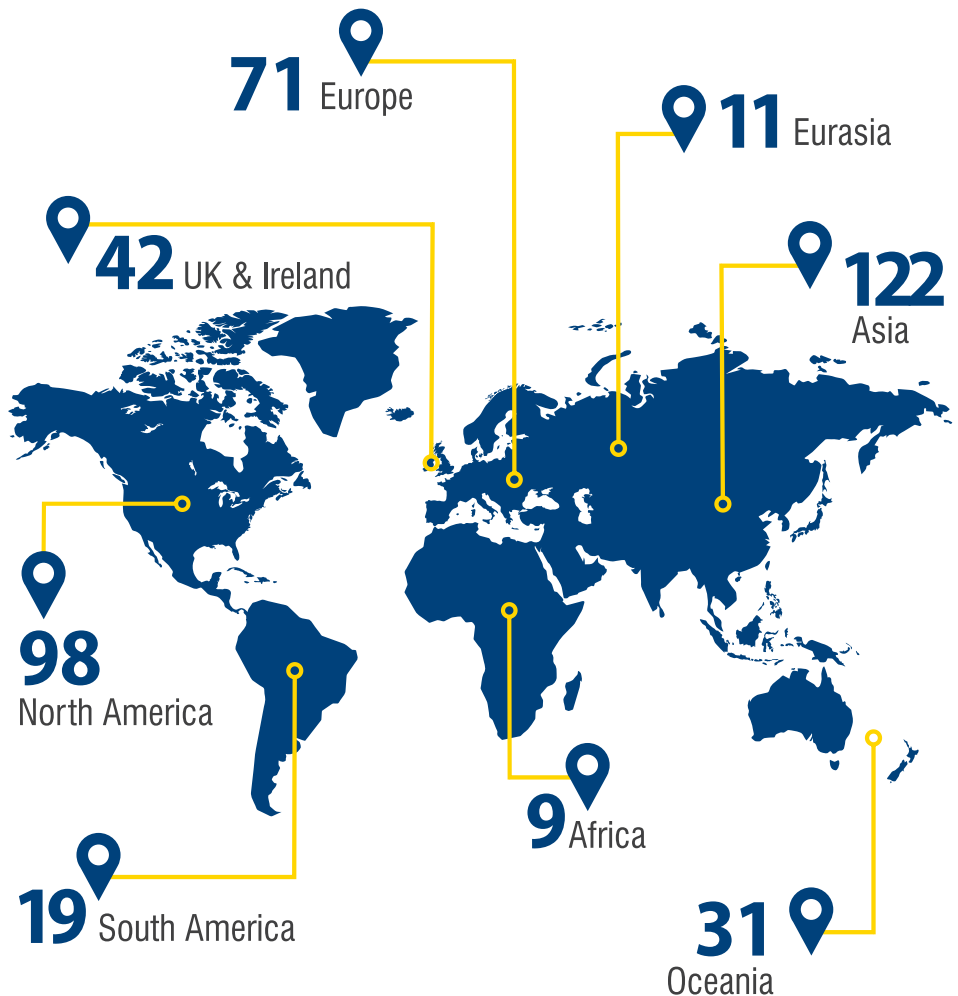 71 Europe
11 Eurasia
42 UK & Ireland
122
Asia
98
North America
9 Africa
19 South America
31
Oceania